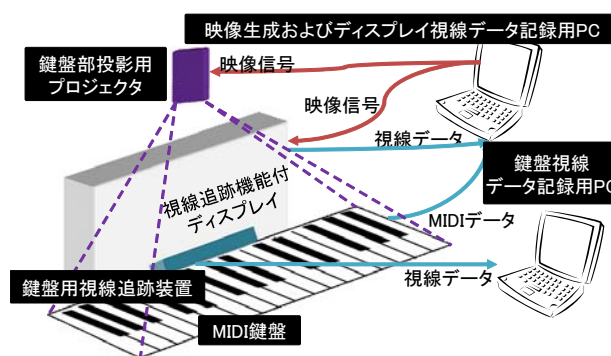 映像生成およびディスプレイ視線データ記録用PC
鍵盤部投影用
プロジェクタ
映像信号
映像信号
視線データ
鍵盤視線
データ記録用PC
視線追跡機能付
ディスプレイ
MIDIデータ
視線データ
鍵盤用視線追跡装置
MIDI鍵盤